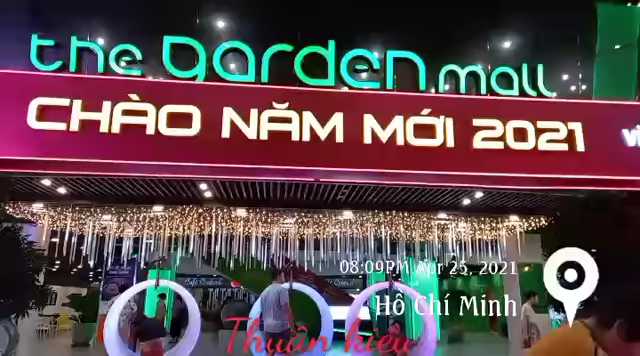 the garden mall
CHÀO NĂM MỚI 2021
08:09PM Apr 25, 2021
Hồ Chí Minh
Thuận kiều